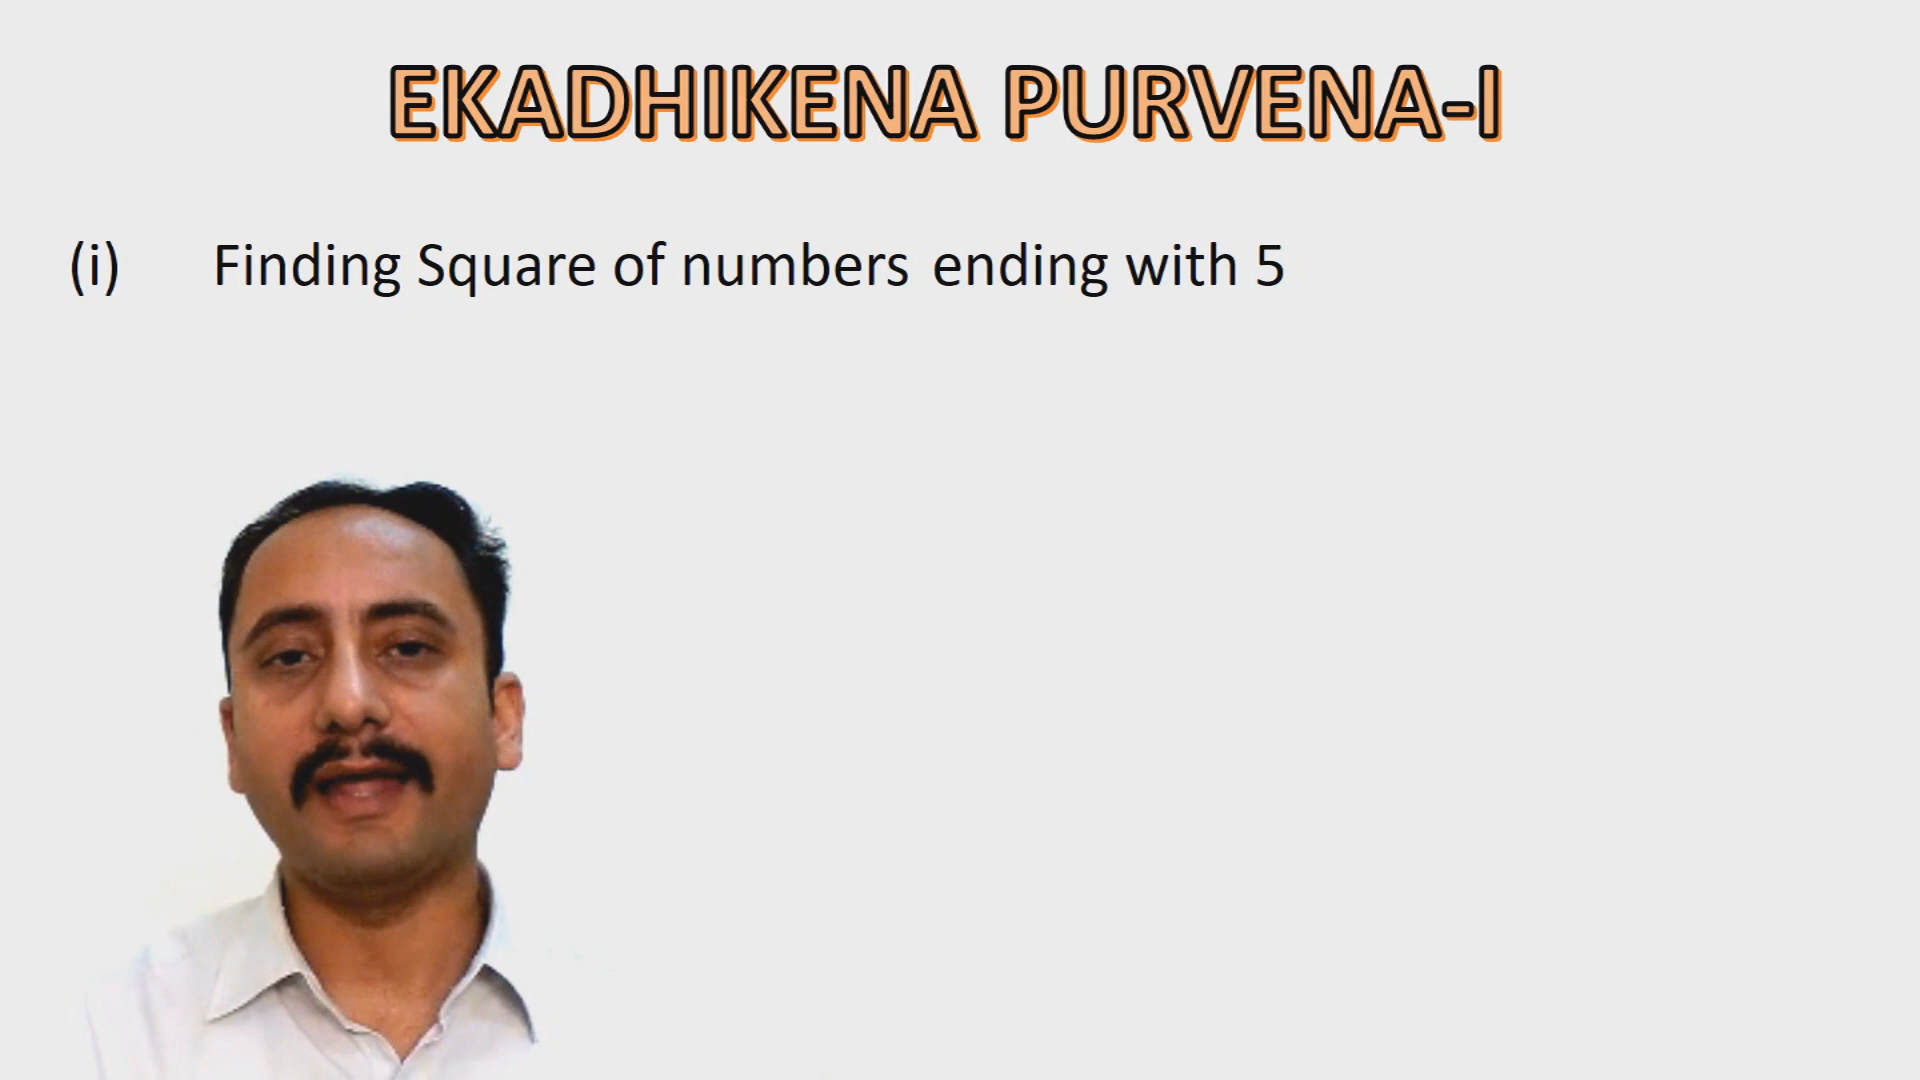 EKADHIKENA PURVENA-I
(i) Finding Square of numbers ending with 5